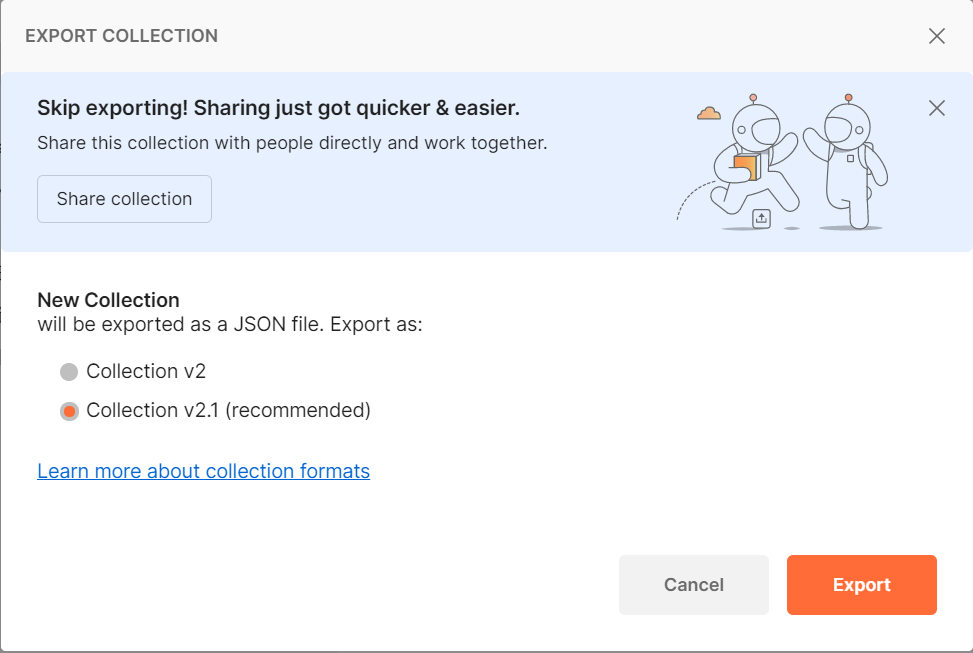 EXPORT COLLECTION
Skip exporting! Sharing just got quicker & easier.
Share this collection with people directly and work together.
Share collection
New Collection
will be exported as a JSON file. Export as:
Collection v2
Collection v2.1 (recommended)
Learn more about collection formats
Cancel
Export